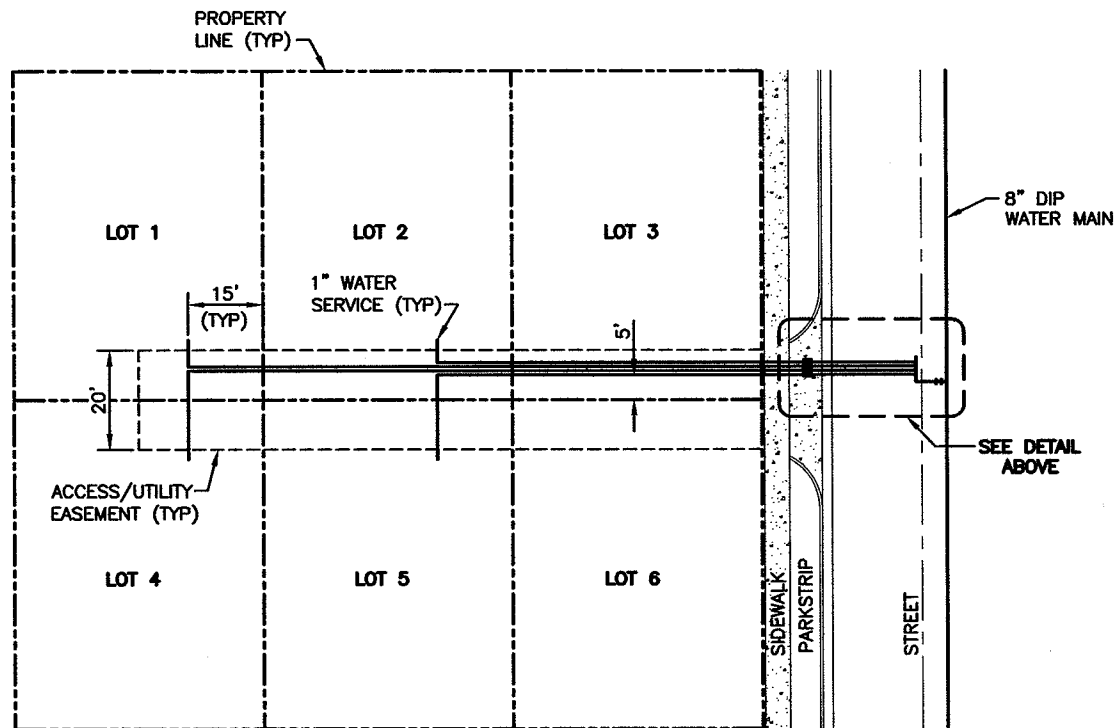 PROPERTY
LINE (TYP)
8" DIP
WATER MAIN
LOT 1
LOT 2
LOT 3
1" WATER
SERVICE (TYP)
15'
(TYP)
5'
20'
SEE DETAIL
ABOVE
ACCESS/UTILITY
EASEMENT (TYP)
LOT 4
LOT 5
LOT 6
SIDEWALK
PARKSTRIP
STREET